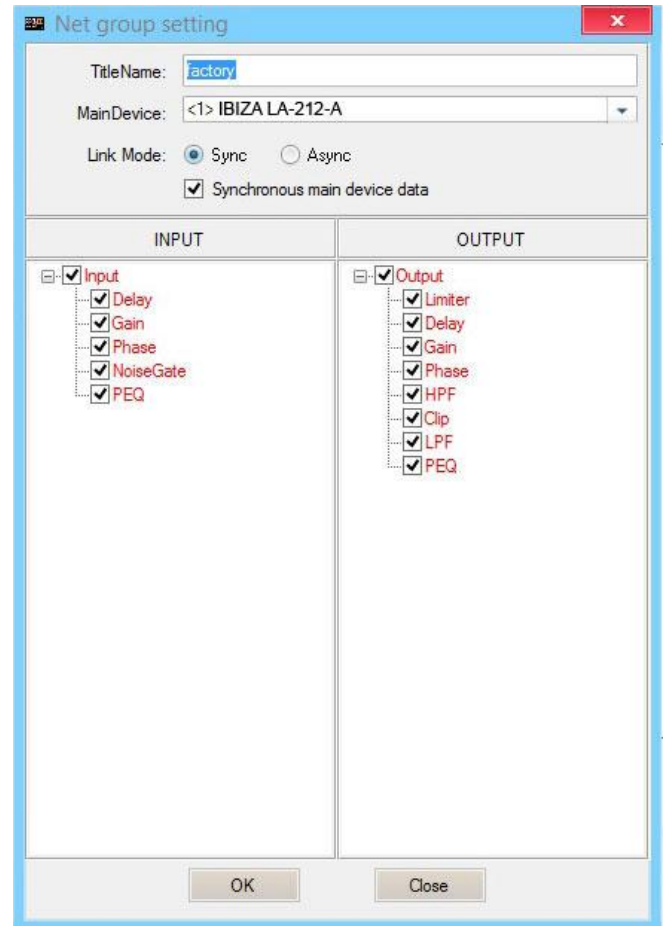 Net group setting
TitleName: factory
MainDevice: <1> IBIZA LA-212-A
Link Mode: Sync Async
Synchronous main device data
INPUT OUTPUT
Input
Delay
Gain
Phase
NoiseGate
PEQ
Output
Limiter
Delay
Gain
Phase
HPF
Clip
LPF
PEQ
OK Close